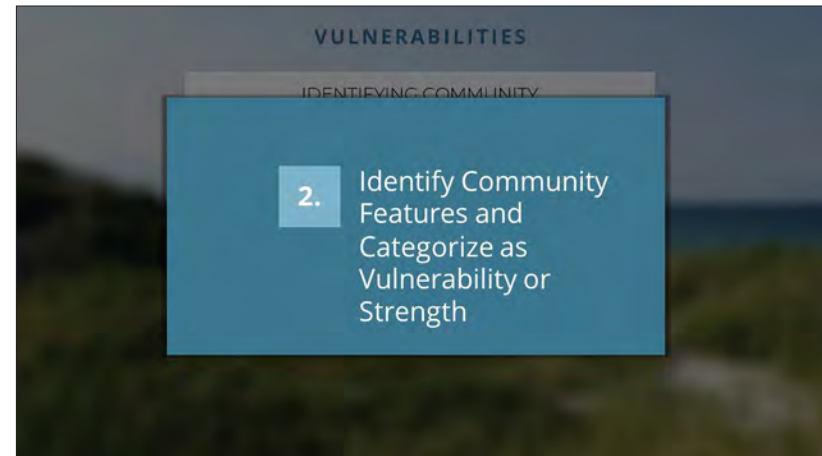 VULNERABILITIES
IDENTIFYING COMMUNITY
2.
Identify Community
Features and
Categorize as
Vulnerability or
Strength